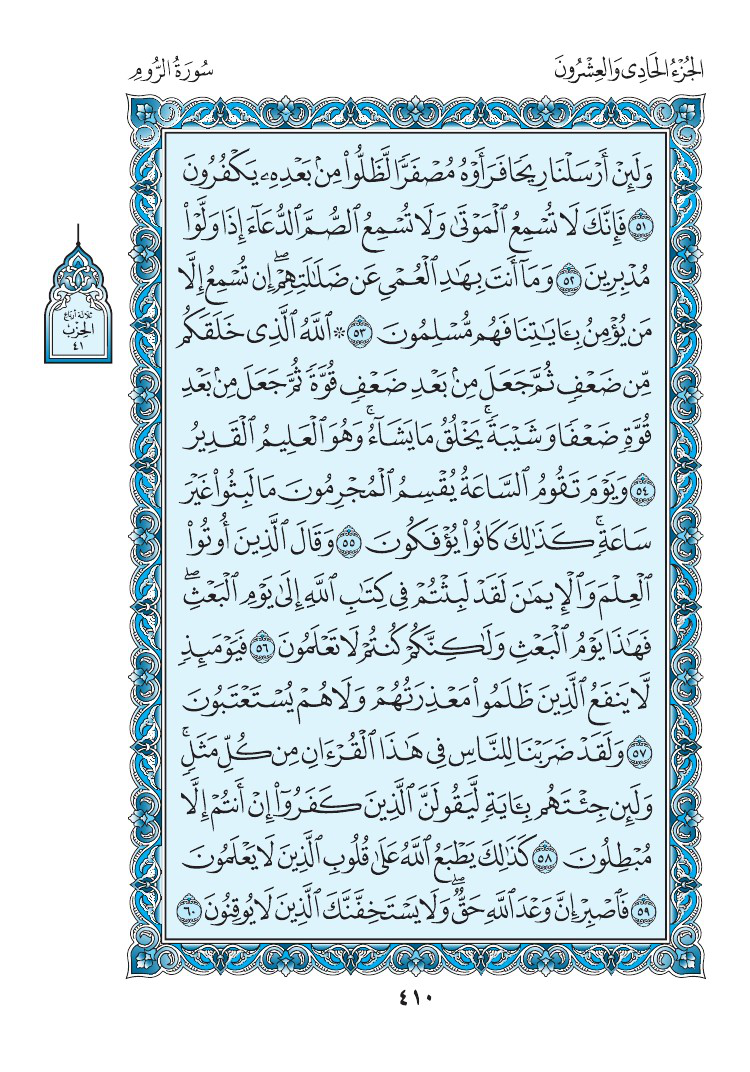 الجُزْءُ الحَادِي وَالعِشْرُونَ
سُورَةُ الرُّومِ
وَلَئِنْ أَرْسَلْنَا رِيحًا فَرَأَوْهُ مُصْفَرًّا لَّظَلُّوا۟ مِنۢ بَعْدِهِۦ يَكْفُرُونَ
٥١ فَإِنَّكَ لَا تُسْمِعُ ٱلْمَوْتَىٰ وَلَا تُسْمِعُ ٱلصُّمَّ ٱلدُّعَآءَ إِذَا وَلَّوْا۟
مُدْبِرِينَ ٥٢ وَمَآ أَنتَ بِهَٰدِ ٱلْعُمْىِ عَن ضَلَٰلَتِهِمْ ۖ إِن تُسْمِعُ إِلَّا
مَن يُؤْمِنُ بِـَٔايَٰتِنَا فَهُم مُّسْلِمُونَ ٥٣ * ٱللَّهُ ٱلَّذِى خَلَقَكُم
مِّن ضَعْفٍ ثُمَّ جَعَلَ مِنۢ بَعْدِ ضَعْفٍ قُوَّةً ثُمَّ جَعَلَ مِنۢ بَعْدِ
قُوَّةٍ ضَعْفًا وَشَيْبَةً ۚ يَخْلُقُ مَا يَشَآءُ ۚ وَهُوَ ٱلْعَلِيمُ ٱلْقَدِيرُ
٥٤ وَيَوْمَ تَقُومُ ٱلسَّاعَةُ يُقْسِمُ ٱلْمُجْرِمُونَ مَا لَبِثُوا۟ غَيْرَ
سَاعَةٍ ۚ كَذَٰلِكَ كَانُوا۟ يُؤْفَكُونَ ٥٥ وَقَالَ ٱلَّذِينَ أُوتُوا۟
ٱلْعِلْمَ وَٱلْإِيمَٰنَ لَقَدْ لَبِثْتُمْ فِى كِتَٰبِ ٱللَّهِ إِلَىٰ يَوْمِ ٱلْبَعْثِ ۖ
فَهَٰذَا يَوْمُ ٱلْبَعْثِ وَلَٰكِنَّكُمْ كُنتُمْ لَا تَعْلَمُونَ ٥٦ فَيَوْمَئِذٍ
لَّا يَنفَعُ ٱلَّذِينَ ظَلَمُوا۟ مَعْذِرَتُهُمْ وَلَا هُمْ يُسْتَعْتَبُونَ
٥٧ وَلَقَدْ ضَرَبْنَا لِلنَّاسِ فِى هَٰذَا ٱلْقُرْءَانِ مِن كُلِّ مَثَلٍ ۚ
وَلَئِن جِئْتَهُم بِـَٔايَةٍ لَّيَقُولَنَّ ٱلَّذِينَ كَفَرُوٓا۟ إِنْ أَنتُمْ إِلَّا
مُبْطِلُونَ ٥٨ كَذَٰلِكَ يَطْبَعُ ٱللَّهُ عَلَىٰ قُلُوبِ ٱلَّذِينَ لَا يَعْلَمُونَ
٥٩ فَٱصْبِرْ إِنَّ وَعْدَ ٱللَّهِ حَقٌّ ۖ وَلَا يَسْتَخِفَّنَّكَ ٱلَّذِينَ لَا يُوقِنُونَ ٦٠
ثلاثة أرباع
الحزب
٤١
٤١٠